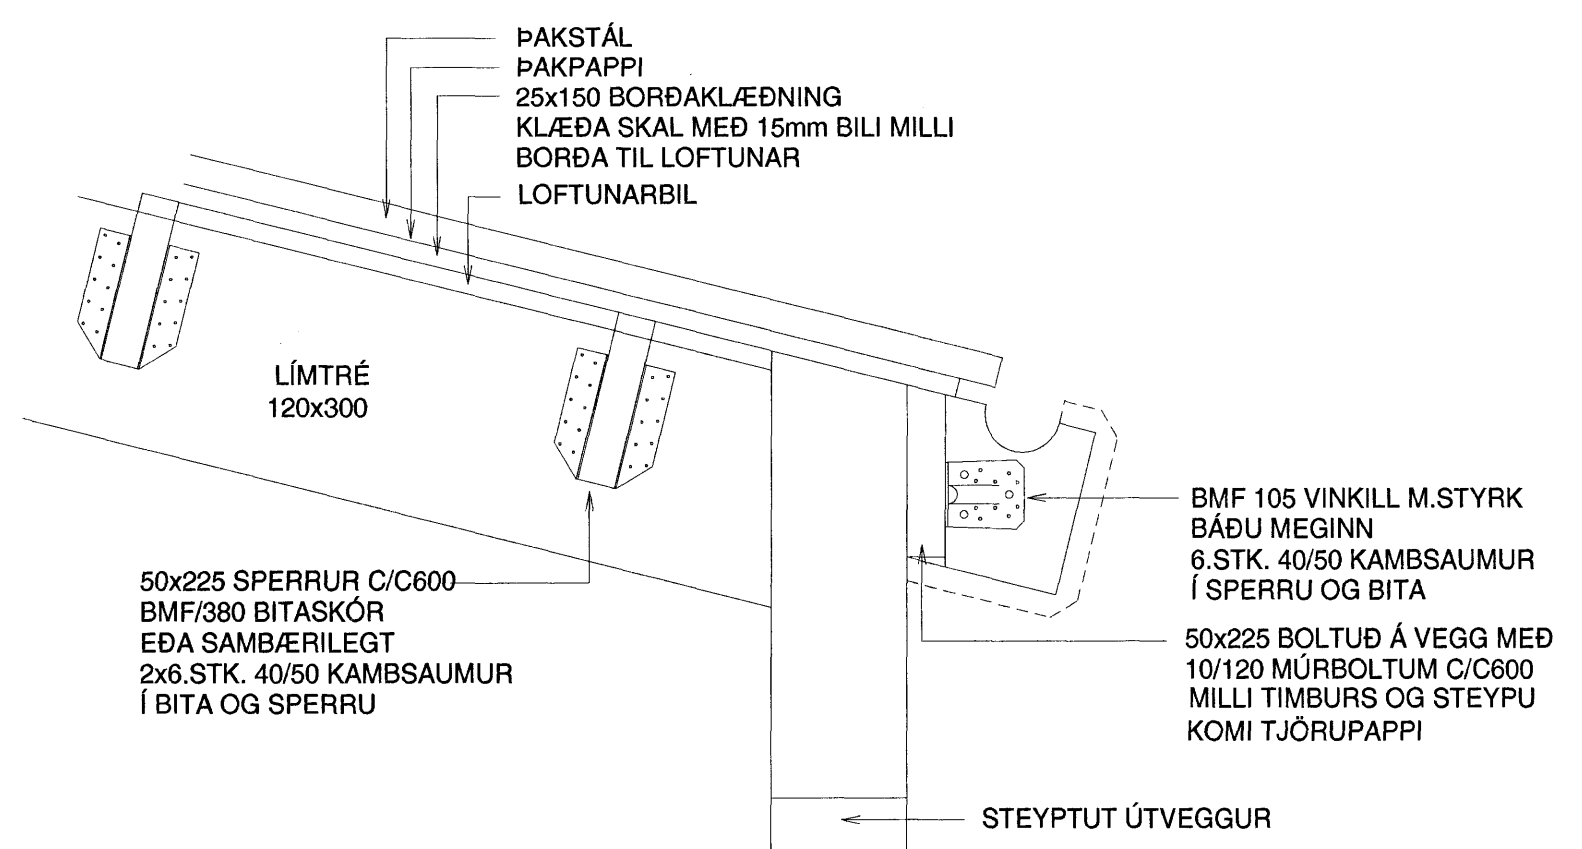 ÞAKSTÁL
ÞAKPAPPI
25x150 BORÐAKLÆÐNING
KLÆÐA SKAL MEÐ 15mm BILI MILLI
BORÐA TIL LOFTUNAR
LOFTUNARBIL
LÍMTRÉ
120x300
50x225 SPERRUR C/C600
BMF/380 BITASKÓR
EÐA SAMBÆRILEGT
2x6.STK. 40/50 KAMBSAUMUR
Í BITA OG SPERRU
BMF 105 VINKILL M.STYRK
BÁÐU MEGINN
6.STK. 40/50 KAMBSAUMUR
Í SPERRU OG BITA
50x225 BOLTUÐ Á VEGG MEÐ
10/120 MÚRBOLTUM C/C600
MILLI TIMBURS OG STEYPU
KOMI TJÖRUPAPPI
STEYPTUT ÚTVEGGUR